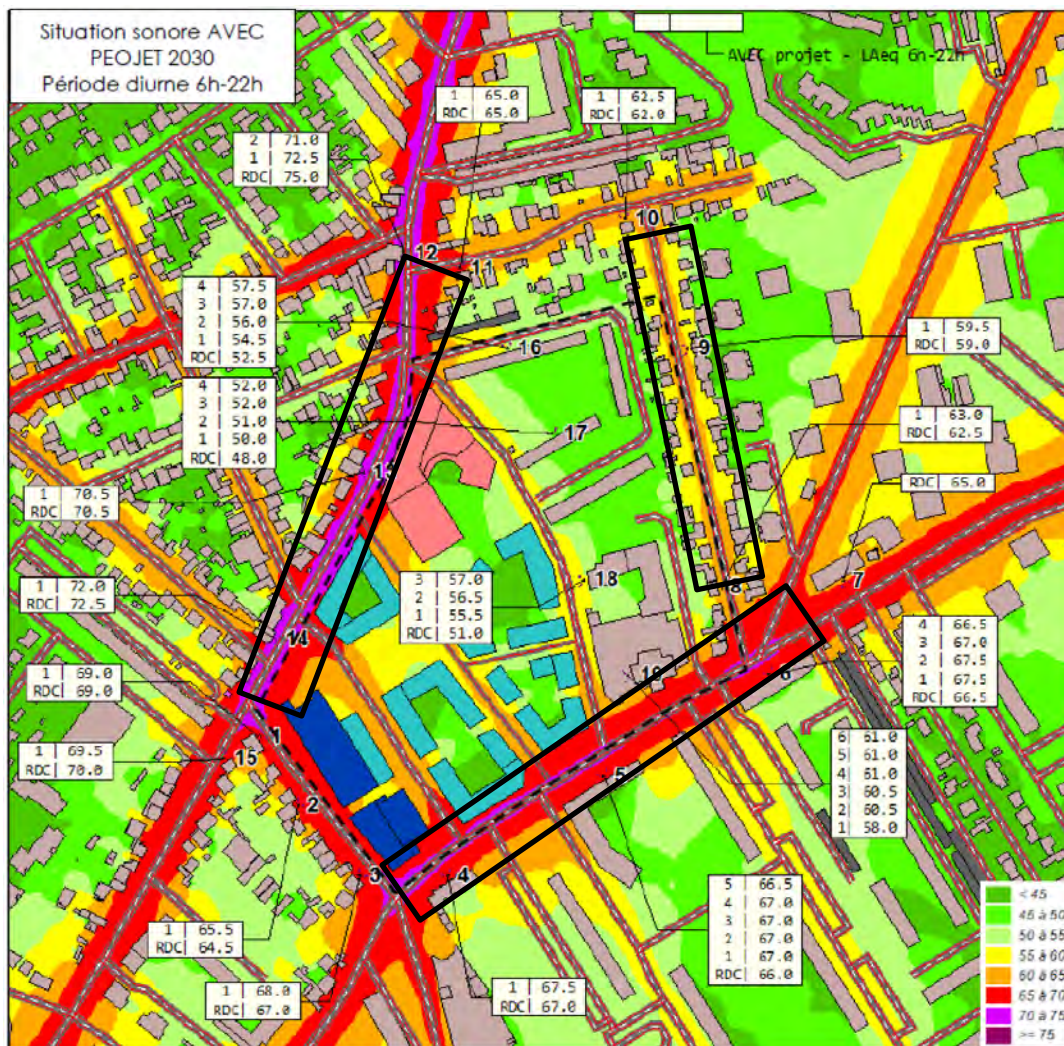 Situation sonore AVEC
PEOJET 2030
Période diurne 6h-22h
AVEC projet - LAeq 6h-22h
1 | 65.0
RDC| 65.0
1 | 62.5
RDC| 62.0
2 | 71.0
1 | 72.5
RDC| 75.0
10
12
11
4 | 57.5
3 | 57.0
2 | 56.0
1 | 54.5
RDC| 52.5
16
9
1 | 59.5
RDC| 59.0
4 | 52.0
3 | 52.0
2 | 51.0
1 | 50.0
RDC| 48.0
17
1 | 63.0
RDC| 62.5
13
RDC| 65.0
1 | 70.5
RDC| 70.5
18
8
7
3 | 57.0
2 | 56.5
1 | 55.5
RDC| 51.0
1 | 72.0
RDC| 72.5
14
4 | 66.5
3 | 67.0
2 | 67.5
1 | 67.5
RDC| 66.5
1 | 69.0
RDC| 69.0
19
6
1
15
1 | 69.5
RDC| 70.0
6| 61.0
5| 61.0
4| 61.0
3| 60.5
2| 60.5
1| 58.0
5
2
3
4
5 | 66.5
4 | 67.0
3 | 67.0
2 | 67.0
1 | 67.0
RDC| 66.0
1 | 65.5
RDC| 64.5
1 | 68.0
RDC| 67.0
1 | 67.5
RDC| 67.0
< 45
45 à 50
50 à 55
55 à 60
60 à 65
65 à 70
70 à 75
>= 75